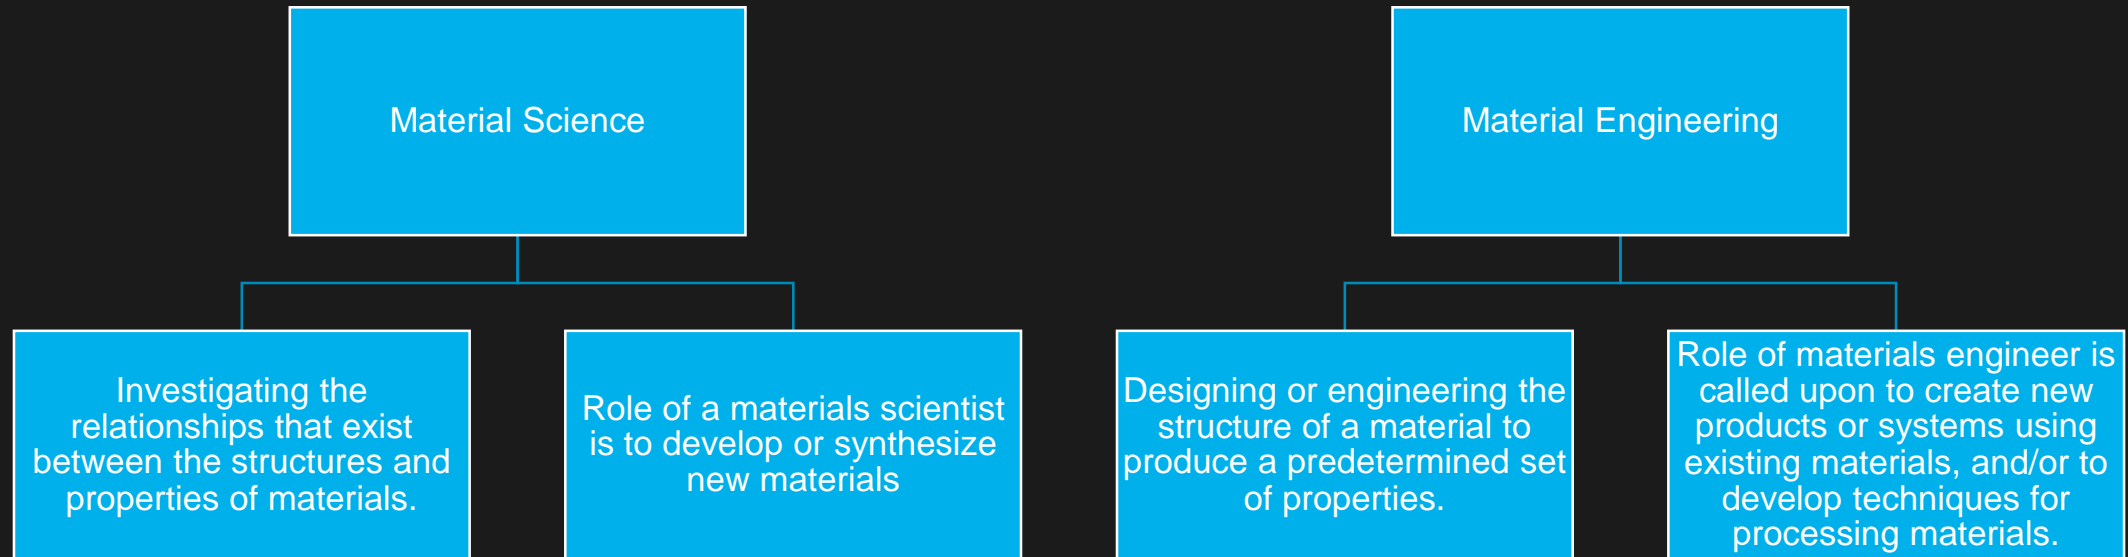 Material Science
Material Engineering
Investigating the
relationships that exist
between the structures and
properties of materials.
Role of a materials scientist
is to develop or synthesize
new materials
Designing or engineering the
structure of a material to
produce a predetermined set
of properties.
Role of materials engineer is
called upon to create new
products or systems using
existing materials, and/or to
develop techniques for
processing materials.